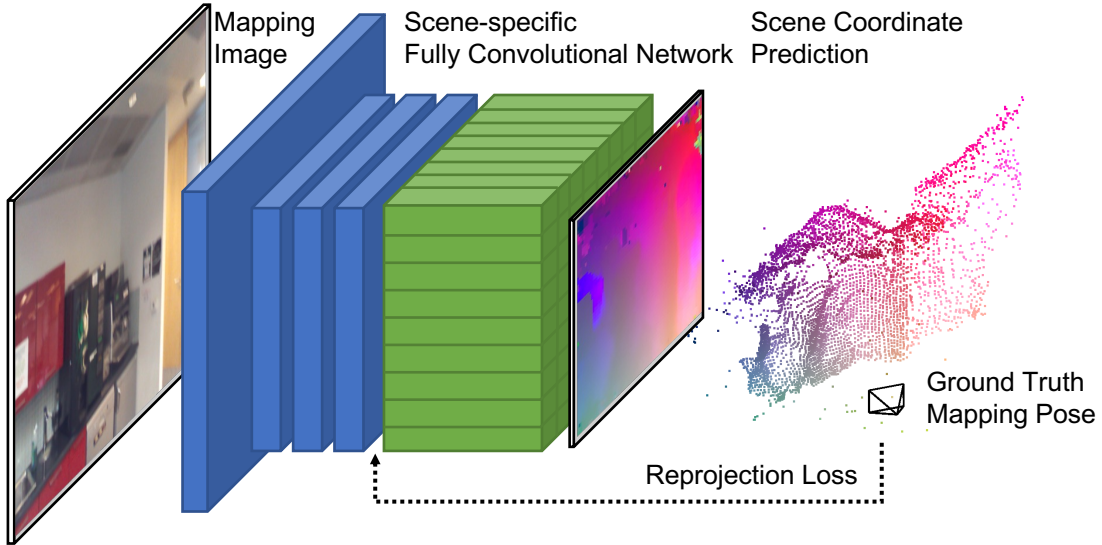 Mapping
Image
Scene-specific
Fully Convolutional Network
Scene Coordinate
Prediction
Ground Truth
Mapping Pose
Reprojection Loss